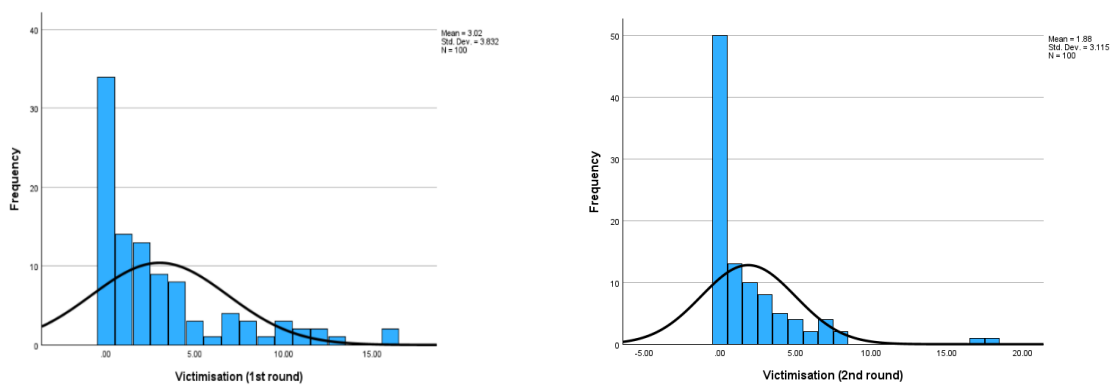 Mean = 3.02
Std. Dev. = 3.832
N = 100
40
30
20
10
0
Frequency
.00 5.00 10.00 15.00
Victimisation (1st round)
Mean = 1.88
Std. Dev. = 3.115
N = 100
50
40
30
20
10
0
Frequency
-5.00 .00 5.00 10.00 15.00 20.00
Victimisation (2nd round)